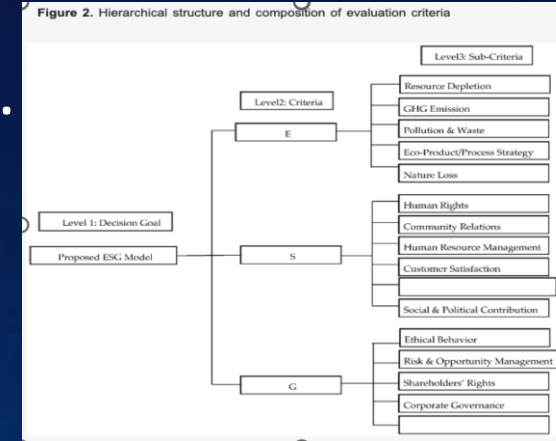 Figure 2. Hierarchical structure and composition of evaluation criteria
Level3: Sub-Criteria
Level2: Criteria
Level 1: Decision Goal
Proposed ESG Model
E
Resource Depletion
GHG Emission
Pollution & Waste
Eco-Product/Process Strategy
Nature Loss
S
Human Rights
Community Relations
Human Resource Management
Customer Satisfaction
Social & Political Contribution
G
Ethical Behavior
Risk & Opportunity Management
Shareholders' Rights
Corporate Governance